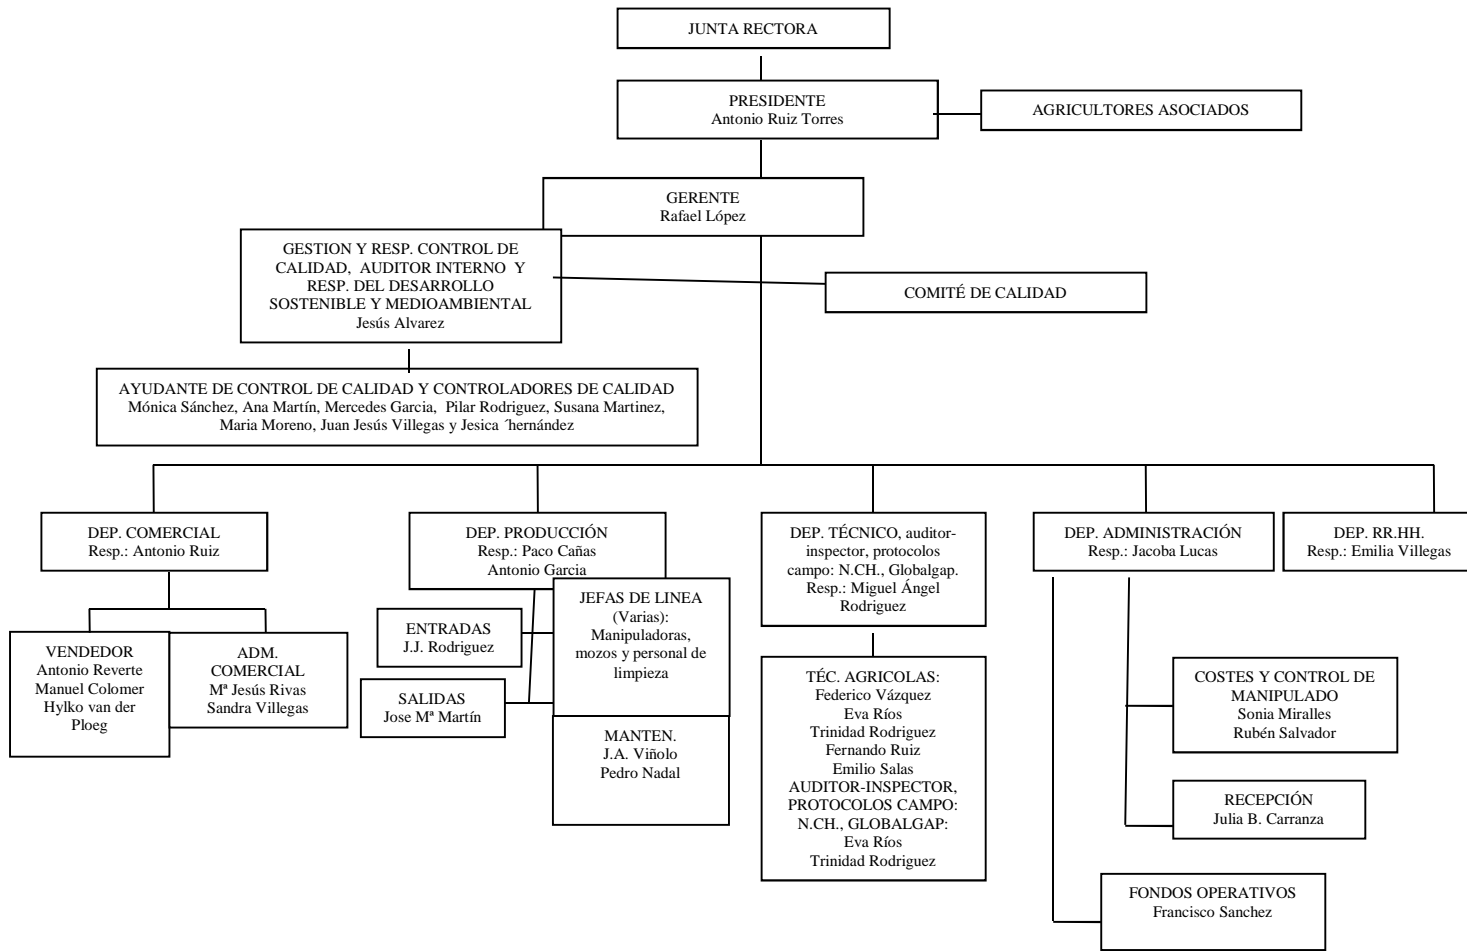 JUNTA RECTORA
PRESIDENTE
Antonio Ruiz Torres
AGRICULTORES ASOCIADOS
GERENTE
Rafael López
GESTION Y RESP. CONTROL DE
CALIDAD, AUDITOR INTERNO Y
RESP. DEL DESARROLLO
SOSTENIBLE Y MEDIOAMBIENTAL
Jesús Alvarez
COMITÉ DE CALIDAD
AYUDANTE DE CONTROL DE CALIDAD Y CONTROLADORES DE CALIDAD
Mónica Sánchez, Ana Martín, Mercedes Garcia, Pilar Rodriguez, Susana Martinez,
Maria Moreno, Juan Jesús Villegas y Jesica ´hernández
DEP. COMERCIAL
Resp.: Antonio Ruiz
VENDEDOR
Antonio Reverte
Manuel Colomer
Hylko van der
Ploeg
ADM.
COMERCIAL
Mª Jesús Rivas
Sandra Villegas
DEP. PRODUCCIÓN
Resp.: Paco Cañas
Antonio Garcia
ENTRADAS
J.J. Rodriguez
SALIDAS
Jose Mª Martín
JEFAS DE LINEA
(Varias):
Manipuladoras,
mozos y personal de
limpieza
MANTEN.
J.A. Viñolo
Pedro Nadal
DEP. TÉCNICO, auditor-
inspector, protocolos
campo: N.CH., Globalgap.
Resp.: Miguel Ángel
Rodriguez
TÉC. AGRICOLAS:
Federico Vázquez
Eva Ríos
Trinidad Rodriguez
Fernando Ruiz
Emilio Salas
AUDITOR-INSPECTOR,
PROTOCOLOS CAMPO:
N.CH., GLOBALGAP:
Eva Ríos
Trinidad Rodriguez
DEP. ADMINISTRACIÓN
Resp.: Jacoba Lucas
COSTES Y CONTROL DE
MANIPULADO
Sonia Miralles
Rubén Salvador
RECEPCIÓN
Julia B. Carranza
FONDOS OPERATIVOS
Francisco Sanchez
DEP. RR.HH.
Resp.: Emilia Villegas